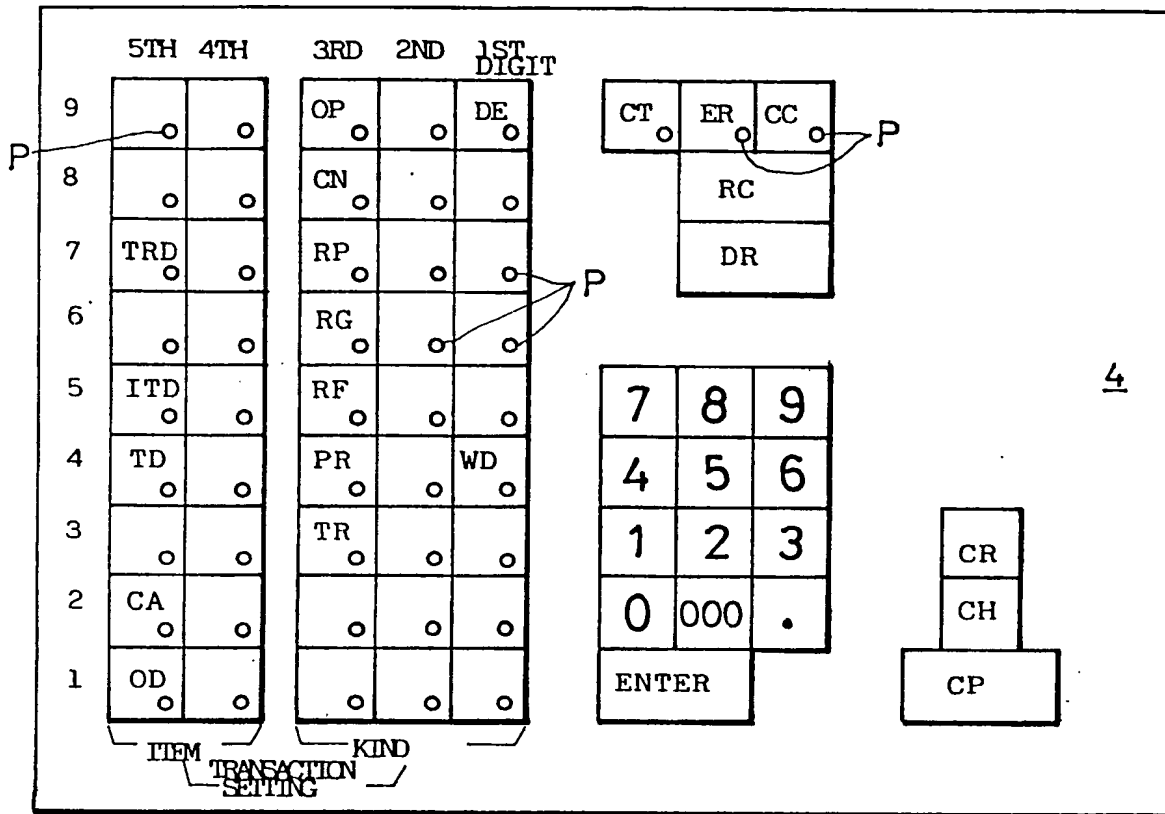 5TH 4TH 3RD 2ND 1ST DIGIT
9 OP DE CT ER CC
P P
8 CN RC
7 TRD RP DR
P
6 RG
5 ITD RF 7 8 9
4
4 TD PR WD 4 5 6
3 TR 1 2 3
CR
2 CA 0 000 .
CH
1 OD ENTER CP
ITEM KIND
TRANSACTION
SETTING